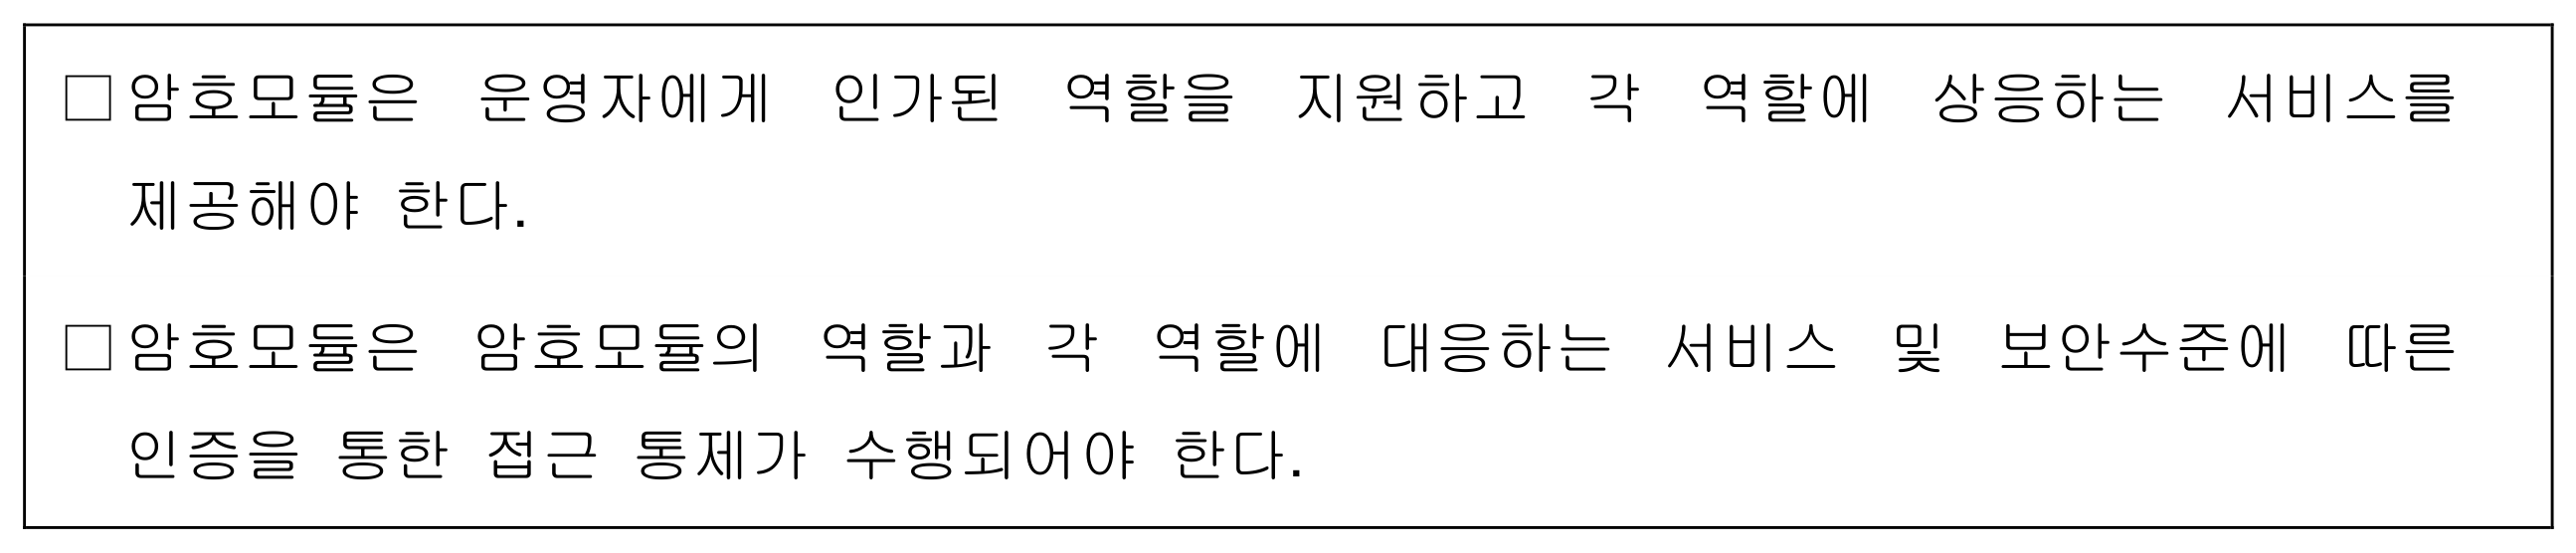 □ 암호모듈은 운영자에게 인가된 역할을 지원하고 각 역할에 상응하는 서비스를
제공해야 한다.
□ 암호모듈은 암호모듈의 역할과 각 역할에 대응하는 서비스 및 보안수준에 따른
인증을 통한 접근 통제가 수행되어야 한다.